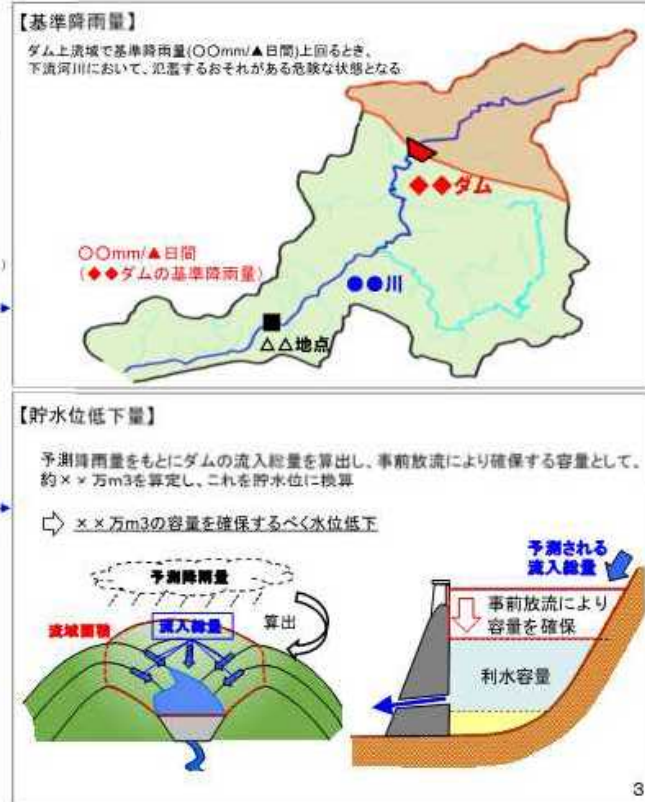 【基準降雨量】
ダム上流域で基準降雨量(〇〇mm/▲日間)上回るとき、
下流河川において、氾濫するおそれがある危険な状態となる
◆◆ダム
〇〇mm/▲日間
(◆◆ダムの基準降雨量)
●●川
△△地点
)
【貯水位低下量】
予測降雨量をもとにダムの流入総量を算出し、事前放流により確保する容量として、
約××万m3を算定し、これを貯水位に換算
⇨ ××万m3の容量を確保するべく水位低下
予測降雨量
流域面積
流入総量
算出
予測される
流入総量
事前放流により
容量を確保
利水容量
3